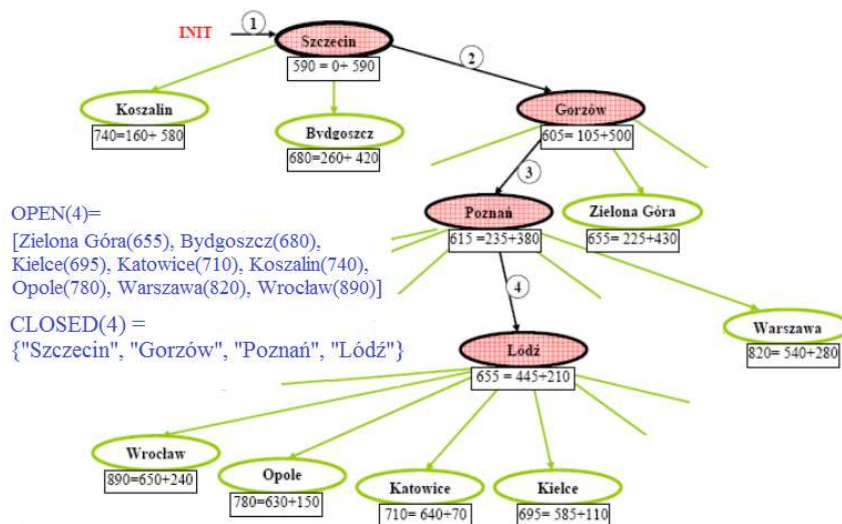 INIT
1
Szczecin
590 = 0+ 590
2
Koszalin
740=160+ 580
Bydgoszcz
680=260+ 420
Gorzów
605= 105+500
3
Poznań
615 =235+380
Zielona Góra
655= 225+430
OPEN(4)=
[Zielona Góra(655), Bydgoszcz(680),
Kielce(695), Katowice(710), Koszalin(740),
Opole(780), Warszawa(820), Wrocław(890)]
CLOSED(4) =
{"Szczecin", "Gorzów", "Poznań", "Lódź"}
4
Warszawa
820= 540+280
Lódź
655 = 445+210
Wrocław
890=650+240
Opole
780=630+150
Katowice
710= 640+70
Kielce
695= 585+110